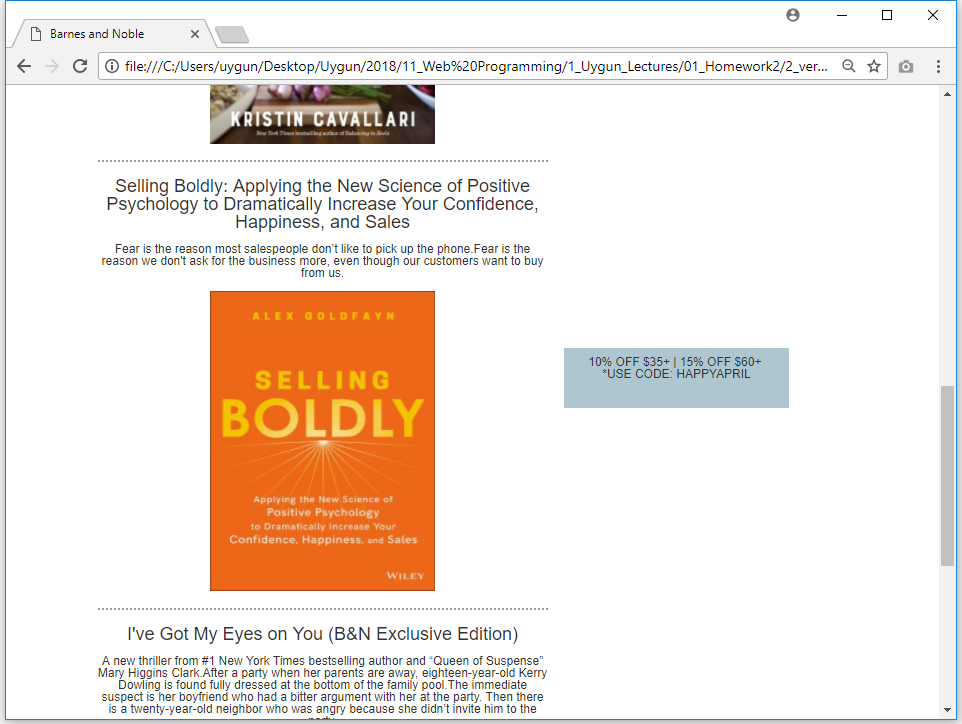 Barnes and Noble
file:///C:/Users/uygun/Desktop/Uygun/2018/11_Web%20Programming/1_Uygun_Lectures/01_Homework2/2_ver...
KRISTIN CAVALLARI
New York Times bestselling author of Balancing in Heels
Selling Boldly: Applying the New Science of Positive
Psychology to Dramatically Increase Your Confidence,
Happiness, and Sales
Fear is the reason most salespeople don’t like to pick up the phone.Fear is the
reason we don't ask for the business more, even though our customers want to buy
from us.
ALEX GOLDFAYN
SELLING
BOLDLY
Applying the New Science of
Positive Psychology
to Dramatically Increase Your
Confidence, Happiness, and Sales
WILEY
10% OFF $35+ | 15% OFF $60+
*USE CODE: HAPPYAPRIL
I've Got My Eyes on You (B&N Exclusive Edition)
A new thriller from #1 New York Times bestselling author and “Queen of Suspense”
Mary Higgins Clark.After a party when her parents are away, eighteen-year-old Kerry
Dowling is found fully dressed at the bottom of the family pool.The immediate
suspect is her boyfriend who had a bitter argument with her at the party. Then there
is a twenty-year-old neighbor who was angry because she didn’t invite him to the